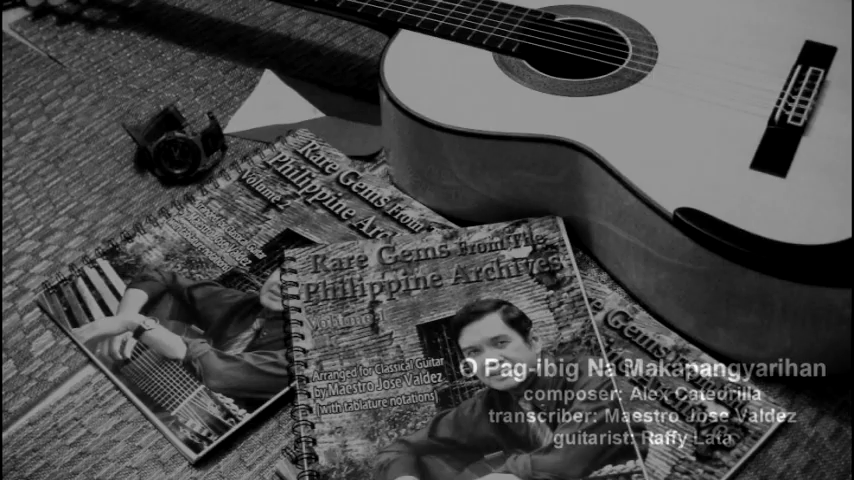 Rare Gems From
Philippine Arc
Volume 2
Rare Gems From The
Philippine Archives
Volume 1
Arranged for Classical Guitar
by Maestro Jose Valdez
(with tablature notations)
O Pag-ibig Na Makapangyarihan
composer: Alex Catedrilla
transcriber: Maestro Jose Valdez
guitarist: Raffy Lata